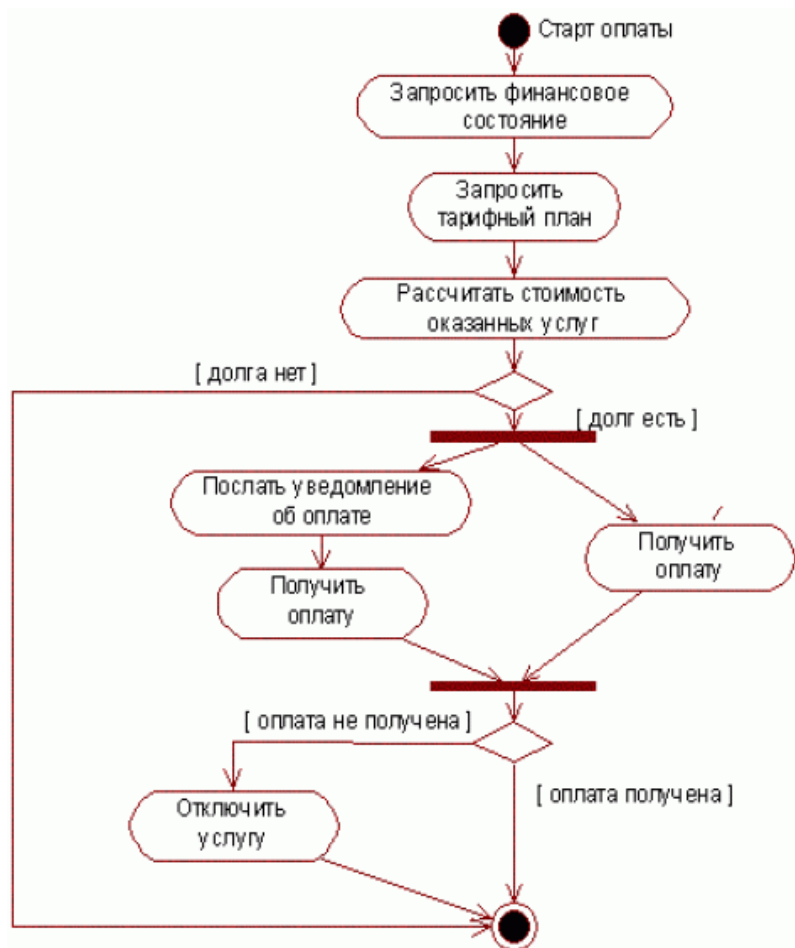 Старт оплаты
Запросить финансовое
состояние
Запросить
тарифный план
Рассчитать стоимость
оказанных услуг
[ долга нет ]
[ долг есть ]
Послать уведомление
об оплате
Получить
оплату
Получить
оплату
[ оплата не получена ]
[ оплата получена ]
Отключить
услугу